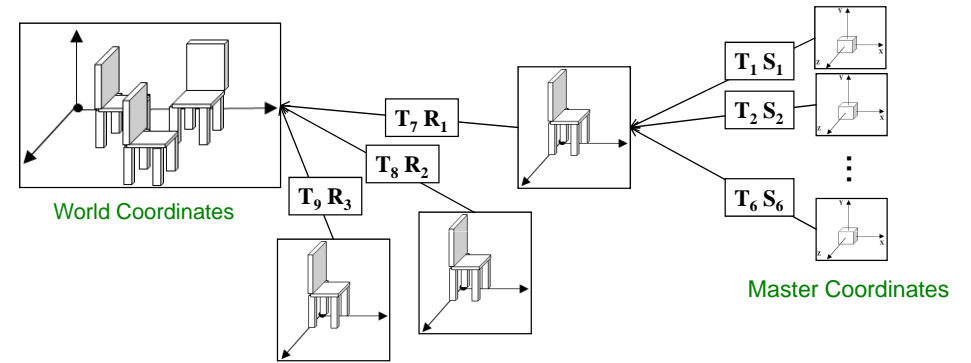 Y
X
Z
T₁ S₁
Y
X
Z
T₂ S₂
T₇ R₁
T₈ R₂
⋮
T₉ R₃
T₆ S₆
Y
X
Z
World Coordinates
Master Coordinates